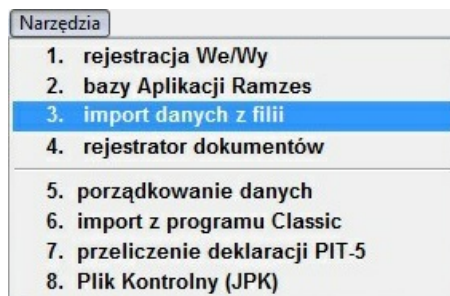 Narzędzia
1. rejestracja We/Wy
2. bazy Aplikacji Ramzes
3. import danych z filii
4. rejestrator dokumentów
5. porządkowanie danych
6. import z programu Classic
7. przeliczenie deklaracji PIT-5
8. Plik Kontrolny (JPK)